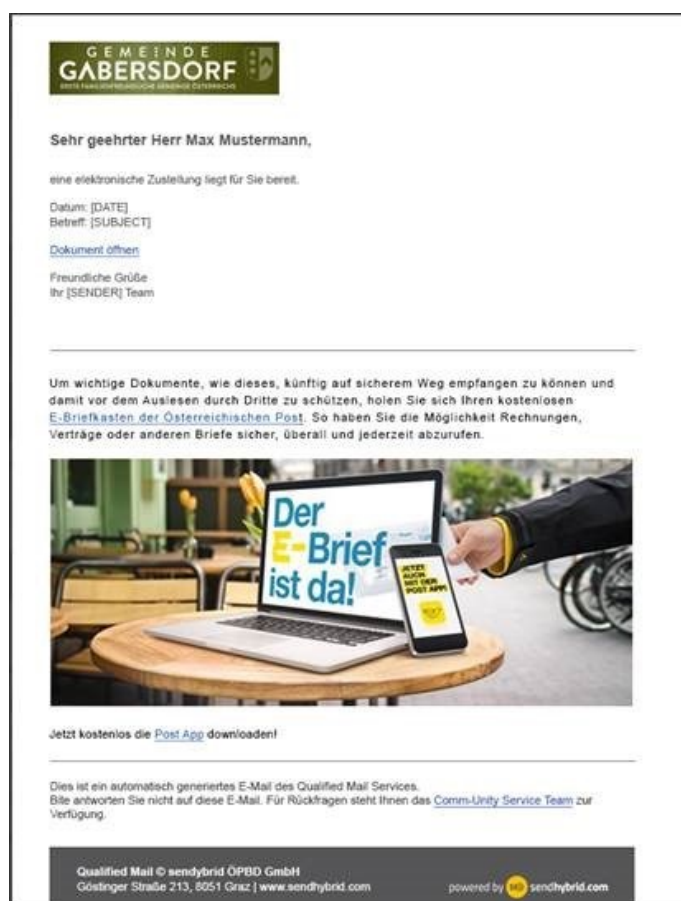 GEMEINDE
GABERSDORF
ERSTE FAMILIENFREUNDLICHE GEMEINDE ÖSTERREICHS
Sehr geehrter Herr Max Mustermann,
eine elektronische Zustellung liegt für Sie bereit.
Datum: [DATE]
Betreff: [SUBJECT]
Dokument öffnen
Freundliche Grüße
Ihr [SENDER] Team
Um wichtige Dokumente, wie dieses, künftig auf sicherem Weg empfangen zu können und
damit vor dem Auslesen durch Dritte zu schützen, holen Sie sich Ihren kostenlosen
E-Briefkasten der Österreichischen Post. So haben Sie die Möglichkeit Rechnungen,
Verträge oder anderen Briefe sicher, überall und jederzeit abzurufen.
Der
E-Brief
ist da!
JETZT
AUCH
MIT DER
POST APP!
Jetzt kostenlos die Post App downloaden!
Dies ist ein automatisch generiertes E-Mail des Qualified Mail Services.
Bite antworten Sie nicht auf diese E-Mail. Für Rückfragen steht Ihnen das Comm-Unity Service Team zur
Verfügung.
Qualified Mail © sendybrid ÖPBD GmbH
Göstinger Straße 213, 8051 Graz | www.sendhybrid.com
powered by sendhybrid.com